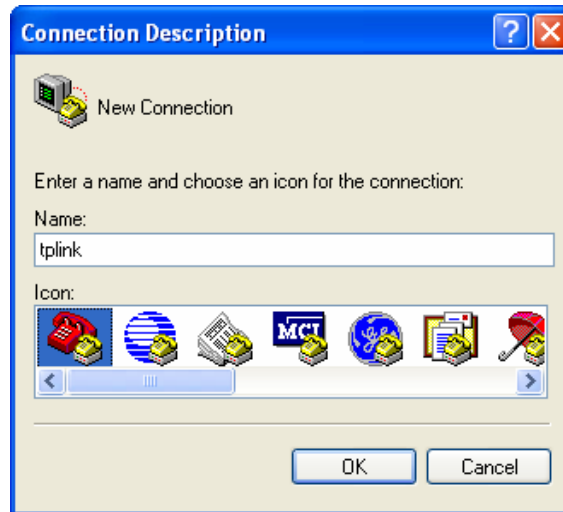 Connection Description
New Connection
Enter a name and choose an icon for the connection:
Name:
tplink
Icon:
MCI
OK Cancel